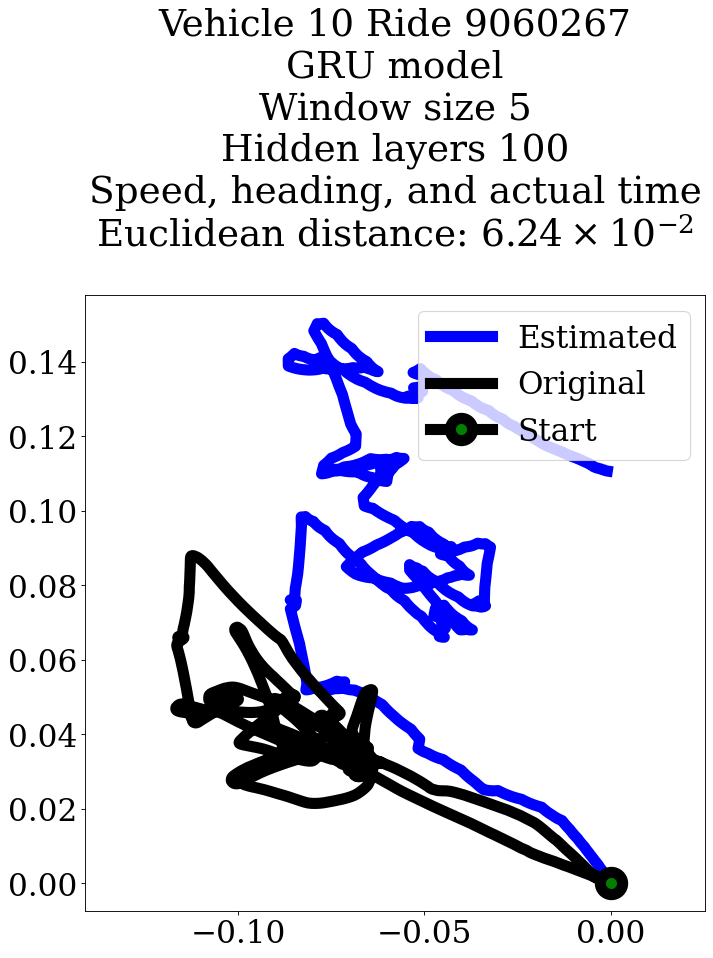 Vehicle 10 Ride 9060267
GRU model
Window size 5
Hidden layers 100
Speed, heading, and actual time
Euclidean distance: 6.24 × 10⁻²
Estimated
Original
Start
0.14
0.12
0.10
0.08
0.06
0.04
0.02
0.00
−0.10
−0.05
0.00